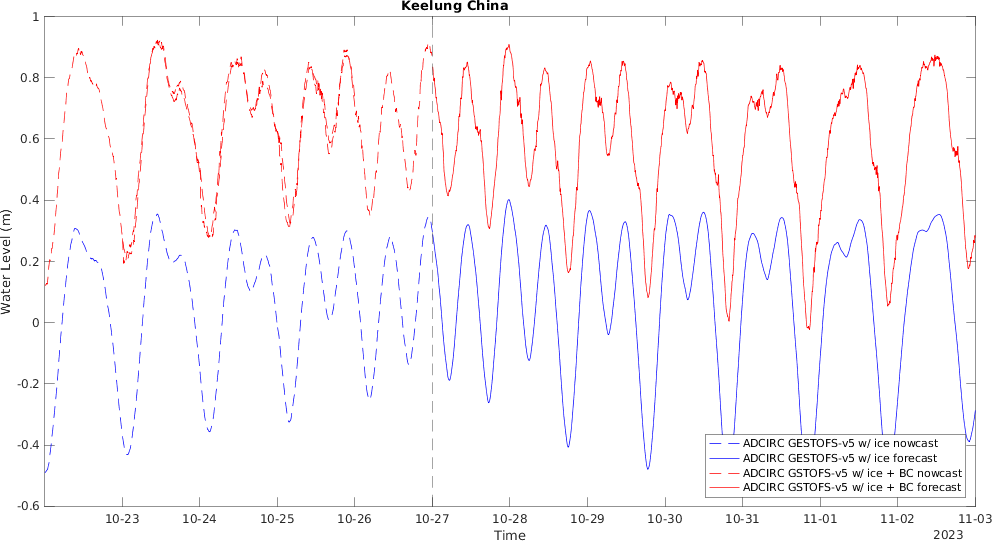 Keelung China
1
0.8
0.6
0.4
0.2
0
-0.2
-0.4
-0.6
Water Level (m)
ADCIRC GESTOFS-v5 w/ ice nowcast
ADCIRC GESTOFS-v5 w/ ice forecast
ADCIRC GSTOFS-v5 w/ ice + BC nowcast
ADCIRC GSTOFS-v5 w/ ice + BC forecast
10-23 10-24 10-25 10-26 10-27 10-28 10-29 10-30 10-31 11-01 11-02 11-03
Time
2023